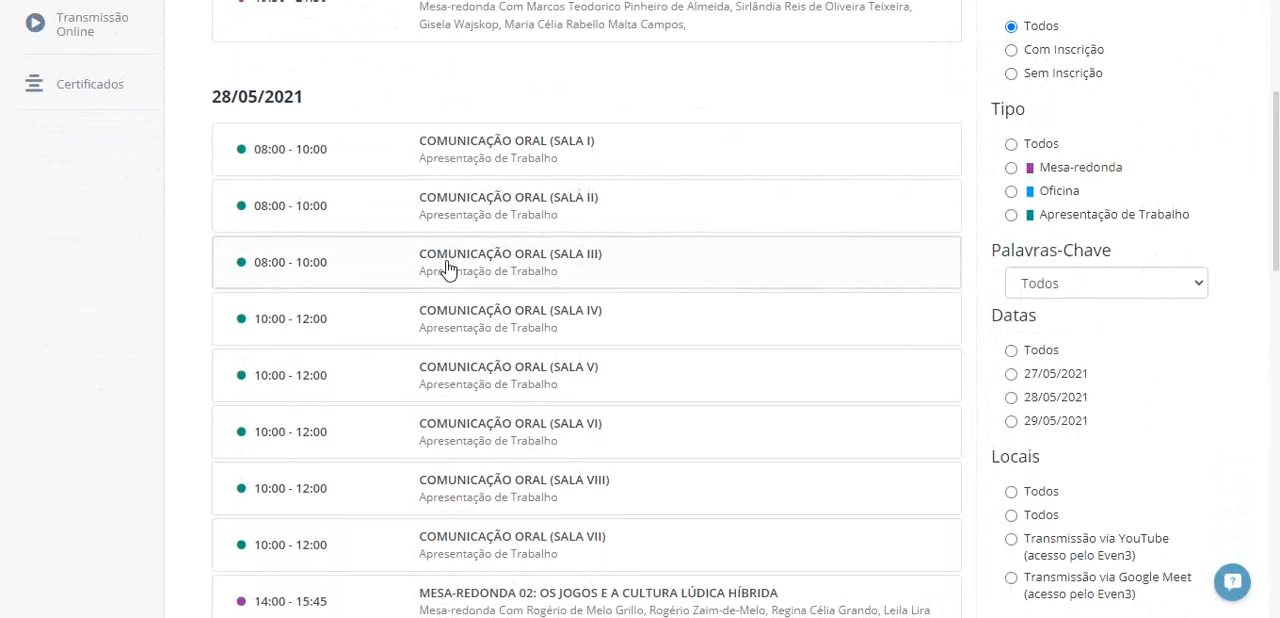 Transmissão
Online
Certificados
Mesa-redonda Com Marcos Teodorico Pinheiro de Almeida, Sirlândia Reis de Oliveira Teixeira,
Gisela Wajskop, Maria Célia Rabello Malta Campos,
28/05/2021
08:00 - 10:00
COMUNICAÇÃO ORAL (SALA I)
Apresentação de Trabalho
08:00 - 10:00
COMUNICAÇÃO ORAL (SALA II)
Apresentação de Trabalho
08:00 - 10:00
COMUNICAÇÃO ORAL (SALA III)
Apresentação de Trabalho
10:00 - 12:00
COMUNICAÇÃO ORAL (SALA IV)
Apresentação de Trabalho
10:00 - 12:00
COMUNICAÇÃO ORAL (SALA V)
Apresentação de Trabalho
10:00 - 12:00
COMUNICAÇÃO ORAL (SALA VI)
Apresentação de Trabalho
10:00 - 12:00
COMUNICAÇÃO ORAL (SALA VIII)
Apresentação de Trabalho
10:00 - 12:00
COMUNICAÇÃO ORAL (SALA VII)
Apresentação de Trabalho
14:00 - 15:45
MESA-REDONDA 02: OS JOGOS E A CULTURA LÚDICA HÍBRIDA
Mesa-redonda Com Rogério de Melo Grillo, Rogério Zaim-de-Melo, Regina Célia Grando, Leila Lira
Todos
Com Inscrição
Sem Inscrição
Tipo
Todos
Mesa-redonda
Oficina
Apresentação de Trabalho
Palavras-Chave
Todos
Datas
Todos
27/05/2021
28/05/2021
29/05/2021
Locais
Todos
Todos
Transmissão via YouTube
(acesso pelo Even3)
Transmissão via Google Meet
(acesso pelo Even3)